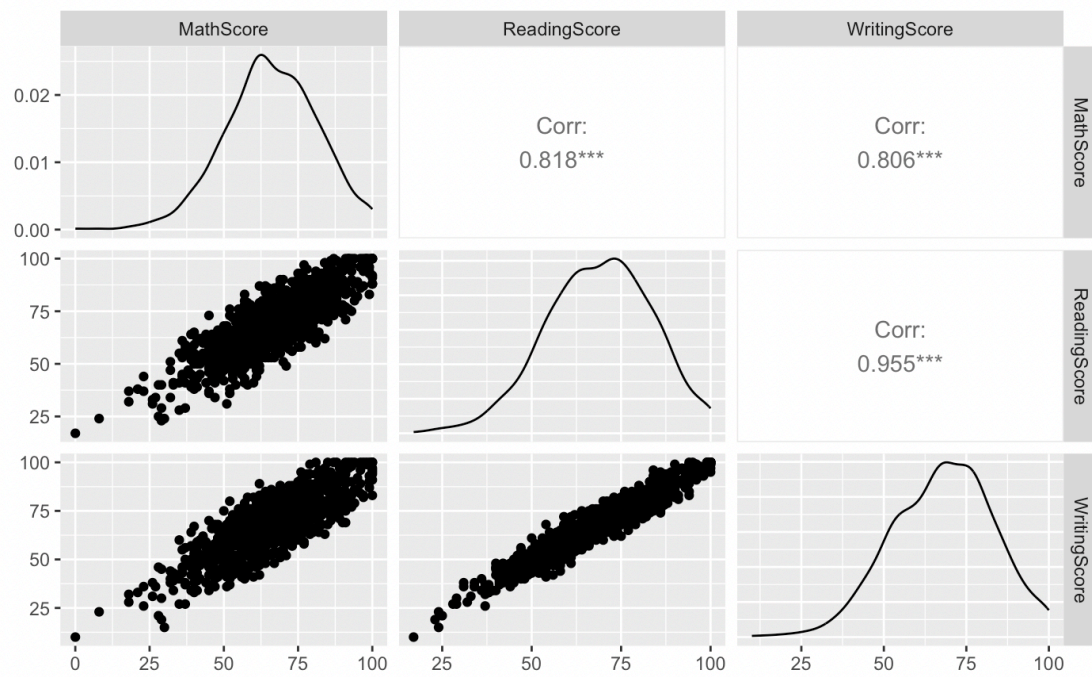 MathScore
ReadingScore
WritingScore
0.02
0.01
0.00
Corr:
0.818***
Corr:
0.806***
MathScore
100
75
50
25
Corr:
0.955***
ReadingScore
100
75
50
25
WritingScore
0 25 50 75 100
25 50 75 100
25 50 75 100